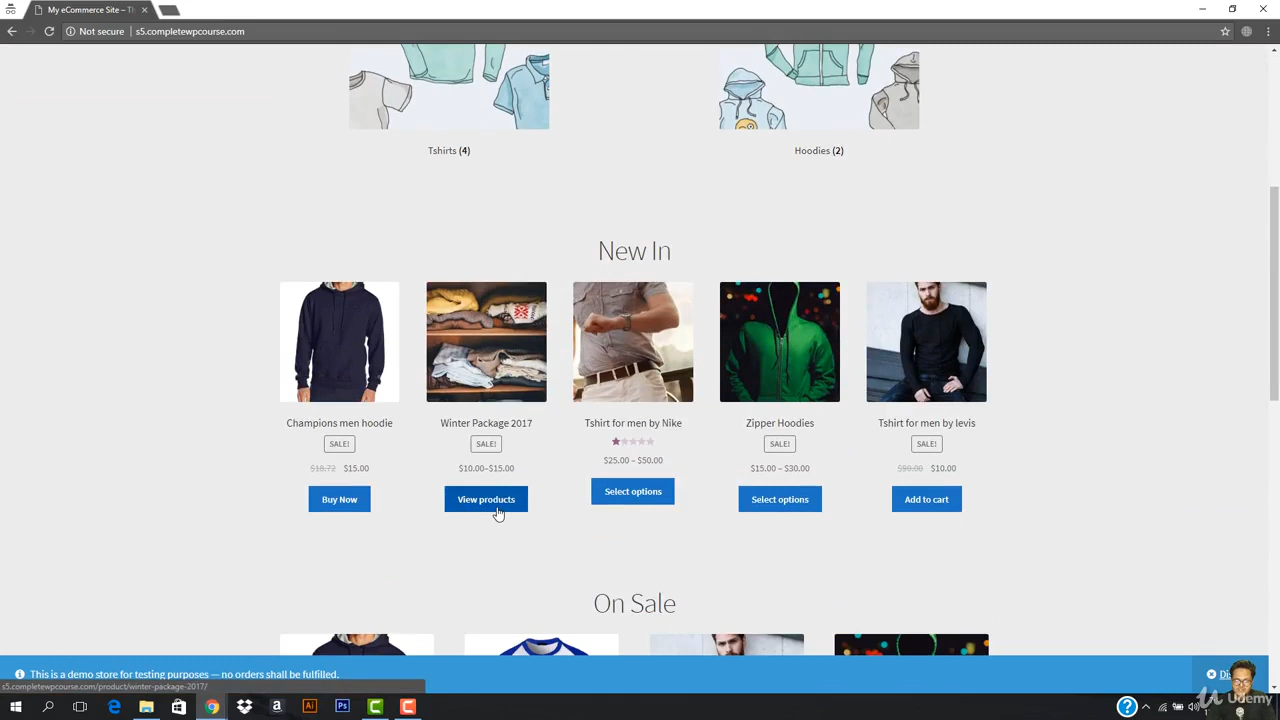 My eCommerce Site – Th
Not secure
s5.completewpcourse.com
Tshirts (4)
Hoodies (2)
New In
Champions men hoodie
Winter Package 2017
Tshirt for men by Nike
Zipper Hoodies
Tshirt for men by levis
SALE!
SALE!
SALE!
SALE!
$18.72 $15.00
$10.00–$15.00
$25.00 – $50.00
$15.00 – $30.00
$90.00 $10.00
Buy Now
View products
Select options
Select options
Add to cart
On Sale
This is a demo store for testing purposes — no orders shall be fulfilled.
Dis
s5.completewpcourse.com/product/winter-package-2017/
Udemy